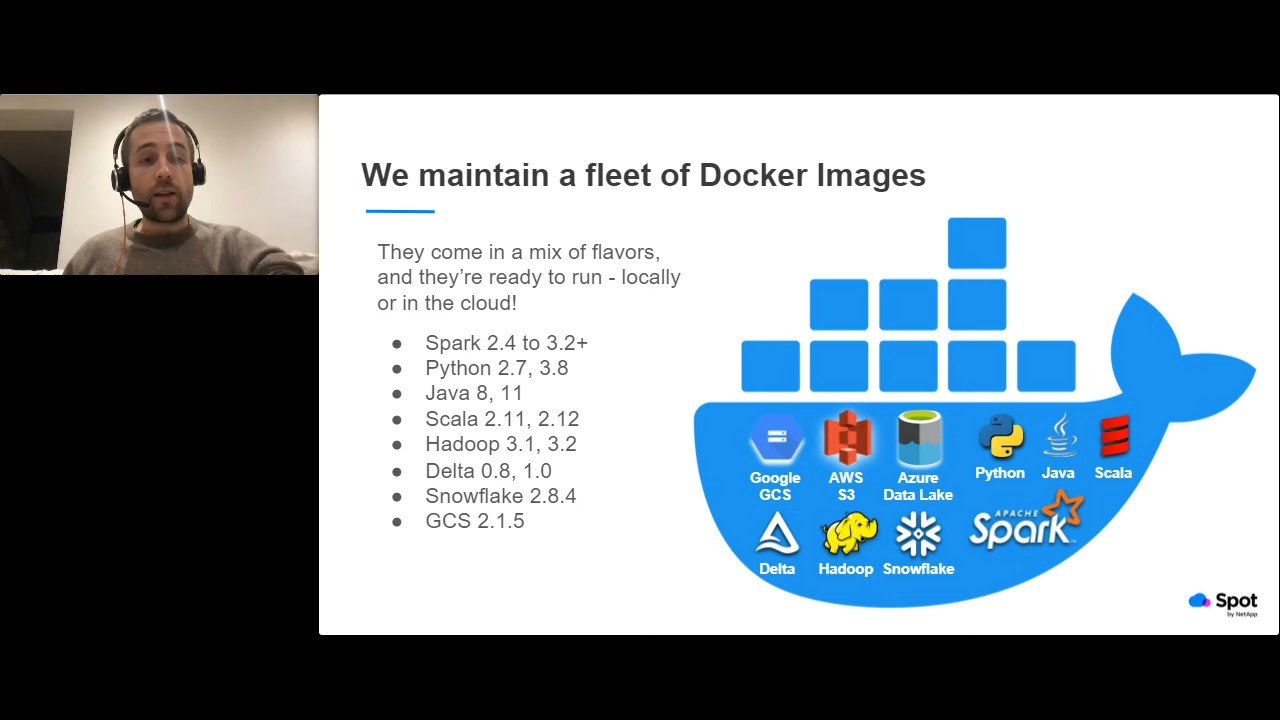 We maintain a fleet of Docker Images
They come in a mix of flavors,
and they’re ready to run - locally
or in the cloud!
● Spark 2.4 to 3.2+
● Python 2.7, 3.8
● Java 8, 11
● Scala 2.11, 2.12
● Hadoop 3.1, 3.2
● Delta 0.8, 1.0
● Snowflake 2.8.4
● GCS 2.1.5
Google
GCS
AWS
S3
Azure
Data Lake
Python
Java
Scala
Delta
Hadoop
Snowflake
APACHE
Spark
Spot
by NetApp